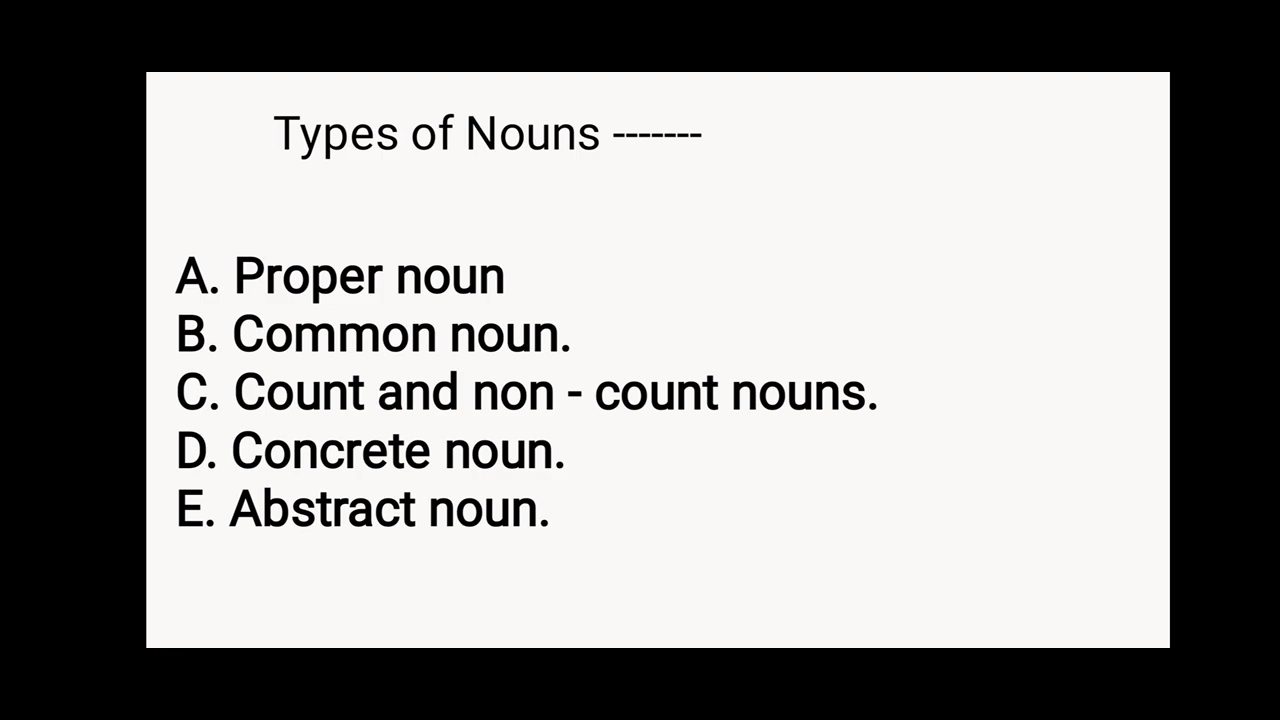 Types of Nouns -------
A. Proper noun
B. Common noun.
C. Count and non - count nouns.
D. Concrete noun.
E. Abstract noun.